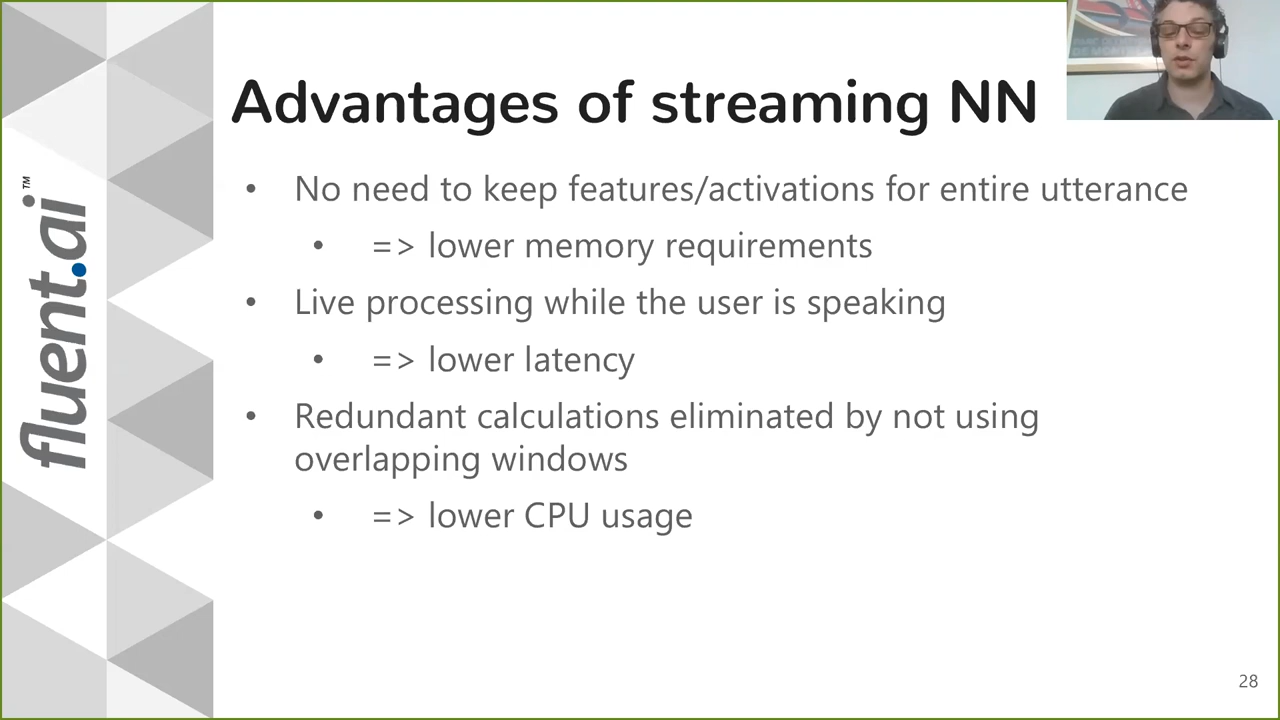 Advantages of streaming NN
• No need to keep features/activations for entire utterance
• => lower memory requirements
• Live processing while the user is speaking
• => lower latency
• Redundant calculations eliminated by not using
overlapping windows
• => lower CPU usage
fluent.ai™
DE MONTR
28